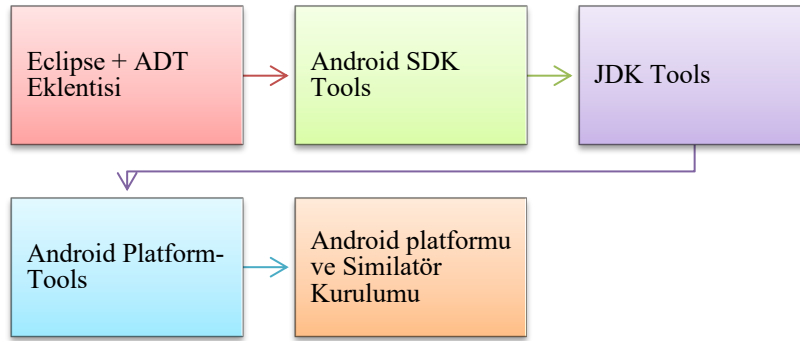 Eclipse + ADT
Eklentisi
Android SDK
Tools
JDK Tools
Android Platform-
Tools
Android platformu
ve Similatör
Kurulumu